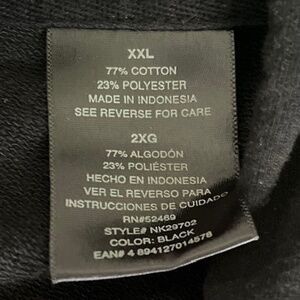 XXL
77% COTTON
23% POLYESTER
MADE IN INDONESIA
SEE REVERSE FOR CARE
2XG
77% ALGODÓN
23% POLIÉSTER
HECHO EN INDONESIA
VER EL REVERSO PARA
INSTRUCCIONES DE CUIDADO
RN#52469
STYLE# NK29702
COLOR: BLACK
EAN# 4 894127014578